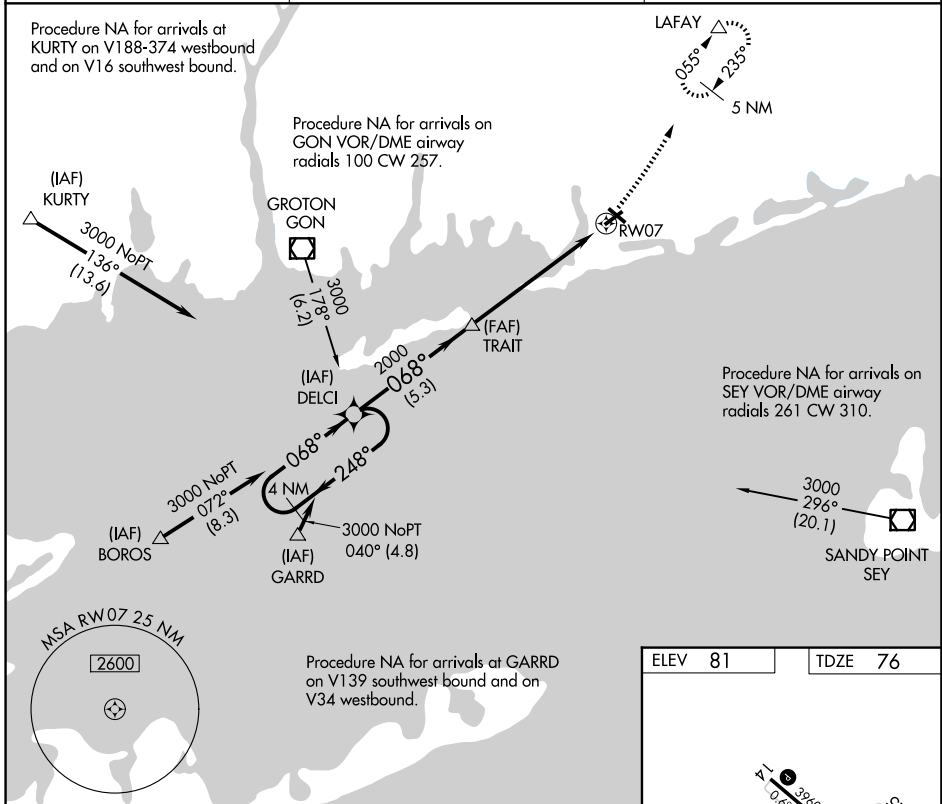 Procedure NA for arrivals at
KURTY on V188-374 westbound
and on V16 southwest bound.
LAFAY
055°
235°
5 NM
Procedure NA for arrivals on
GON VOR/DME airway
radials 100 CW 257.
(IAF)
KURTY
3000 NoPT
136°
(13.6)
GROTON
GON
3000
178°
(6.2)
RW07
(FAF)
TRAIT
2000
068°
(5.3)
(IAF)
DELCI
Procedure NA for arrivals on
SEY VOR/DME airway
radials 261 CW 310.
068°
248°
4 NM
3000 NoPT
072°
(8.3)
(IAF)
BOROS
3000 NoPT
040° (4.8)
(IAF)
GARRD
3000
296°
(20.1)
SANDY POINT
SEY
MSA RW07 25 NM
2600
Procedure NA for arrivals at GARRD
on V139 southwest bound and on
V34 westbound.
ELEV 81
TDZE 76
14
P